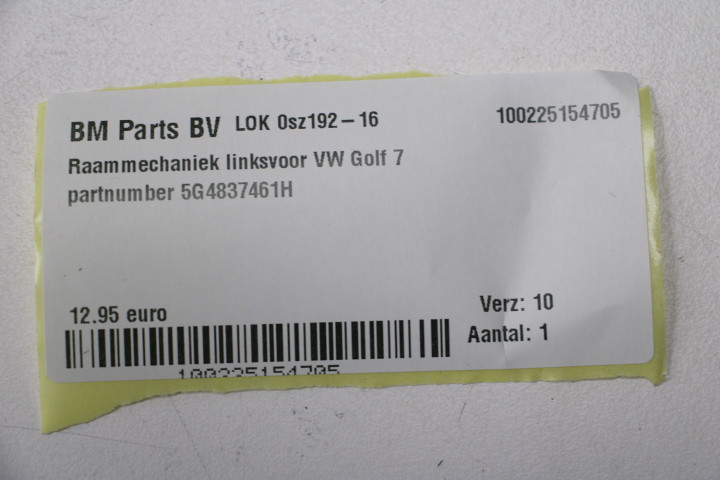 BM Parts BV LOK 0sz192-16 100225154705
Raammechaniek linksvoor VW Golf 7
partnumber 5G4837461H
12.95 euro Verz: 10
Aantal: 1
100225154705